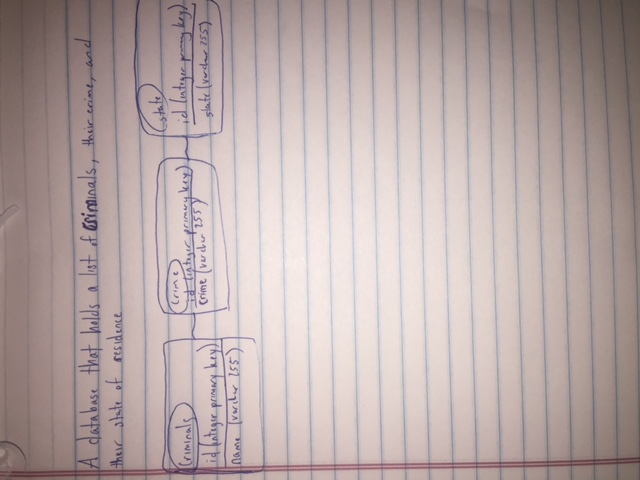 A database that holds a list of criminals, their crime, and
their state of residence
Criminals
id (integer primary key)
name (varchar 255)
Crime
id (integer primary key)
crime (varchar 255)
state
id (integer primary key)
state (varchar 255)